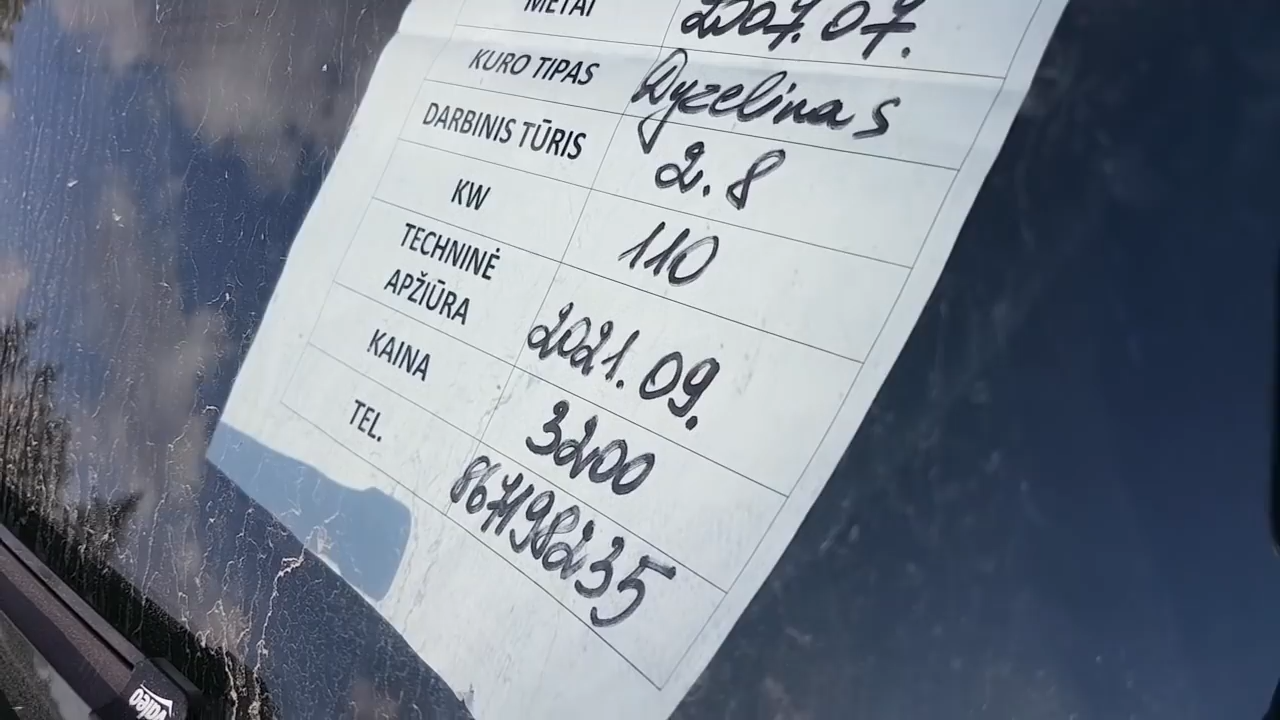 METAI 2007.07.
KURO TIPAS Dyzelinas
DARBINIS TŪRIS 2.8
KW 110
TECHNINĖ
APŽIŪRA 2021.09.
KAINA 3200
TEL. 867198235
Valeo